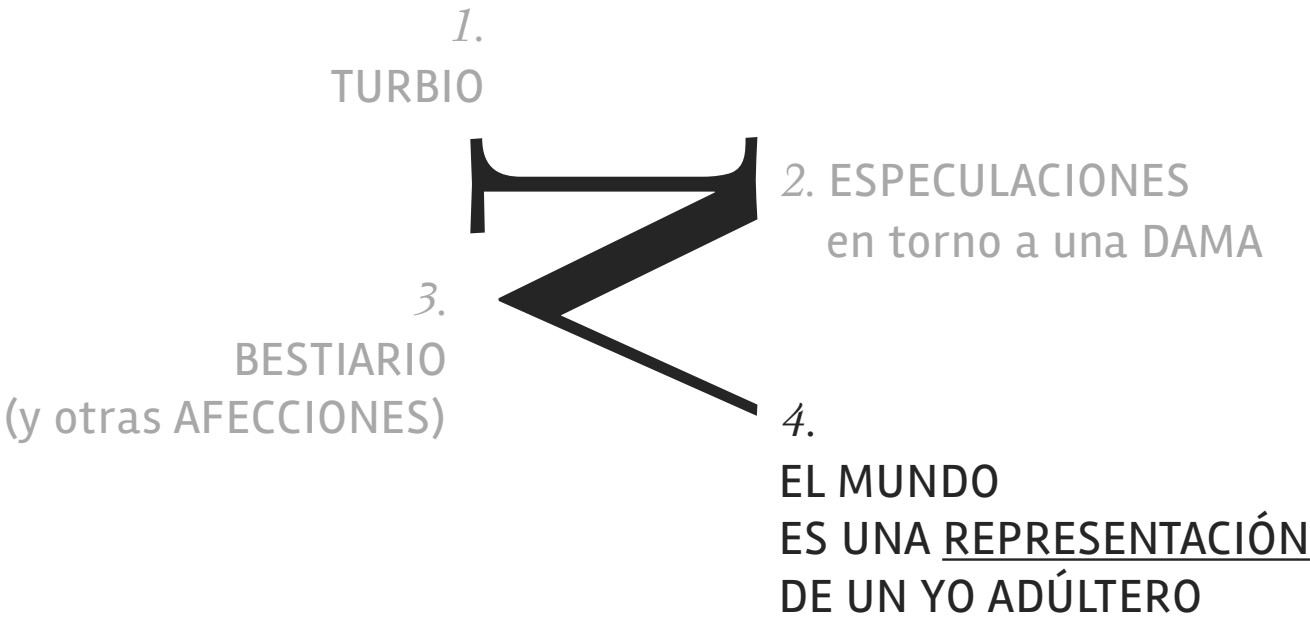 1.
TURBIO
2. ESPECULACIONES
en torno a una DAMA
3.
BESTIARIO
(y otras AFECCIONES)
4.
EL MUNDO
ES UNA REPRESENTACIÓN
DE UN YO ADÚLTERO